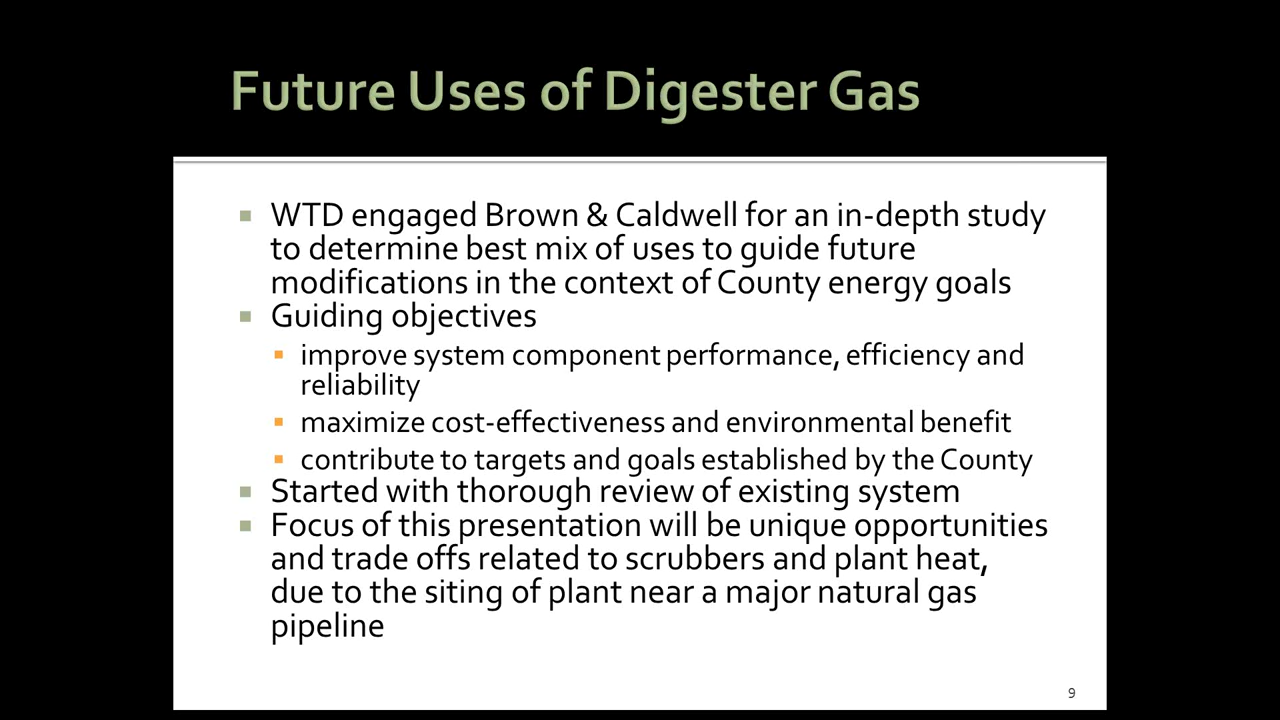 Future Uses of Digester Gas
WTD engaged Brown & Caldwell for an in-depth study
to determine best mix of uses to guide future
modifications in the context of County energy goals
Guiding objectives
improve system component performance, efficiency and
reliability
maximize cost-effectiveness and environmental benefit
contribute to targets and goals established by the County
Started with thorough review of existing system
Focus of this presentation will be unique opportunities
and trade offs related to scrubbers and plant heat,
due to the siting of plant near a major natural gas
pipeline
9